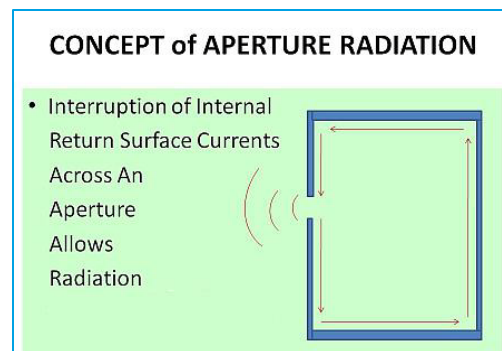 CONCEPT of APERTURE RADIATION
• Interruption of Internal
Return Surface Currents
Across An
Aperture
Allows
Radiation